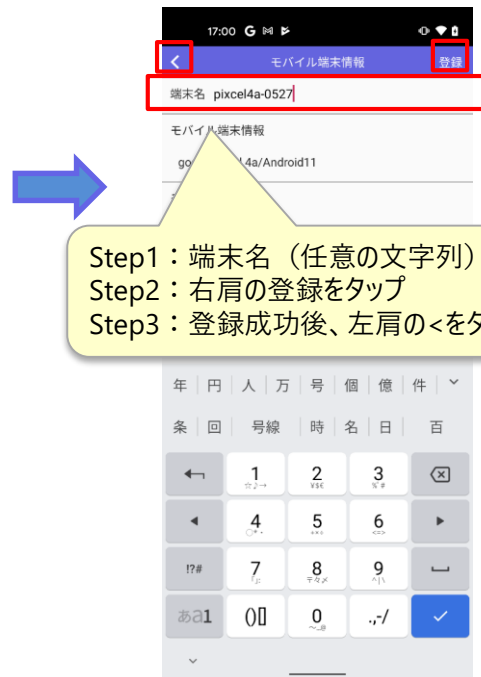 17:00 G
< モバイル端末情報 登録
端末名 pixcel4a-0527
モバイル端末情報
4a/Android11
Step1：端末名（任意の文字列）
Step2：右肩の登録をタップ
Step3：登録成功後、左肩の<を
年 円 人 万 号 個 億 件
条 回 号線 時 名 日 百
1 2 3
☆♪→ ¥$€ %゜#
4 5 6
○*・ +×÷ <=>
!?# 7 8 9
「」: 〒々〆 ^|\
あa1 ()[] 0 .,-/
~…@